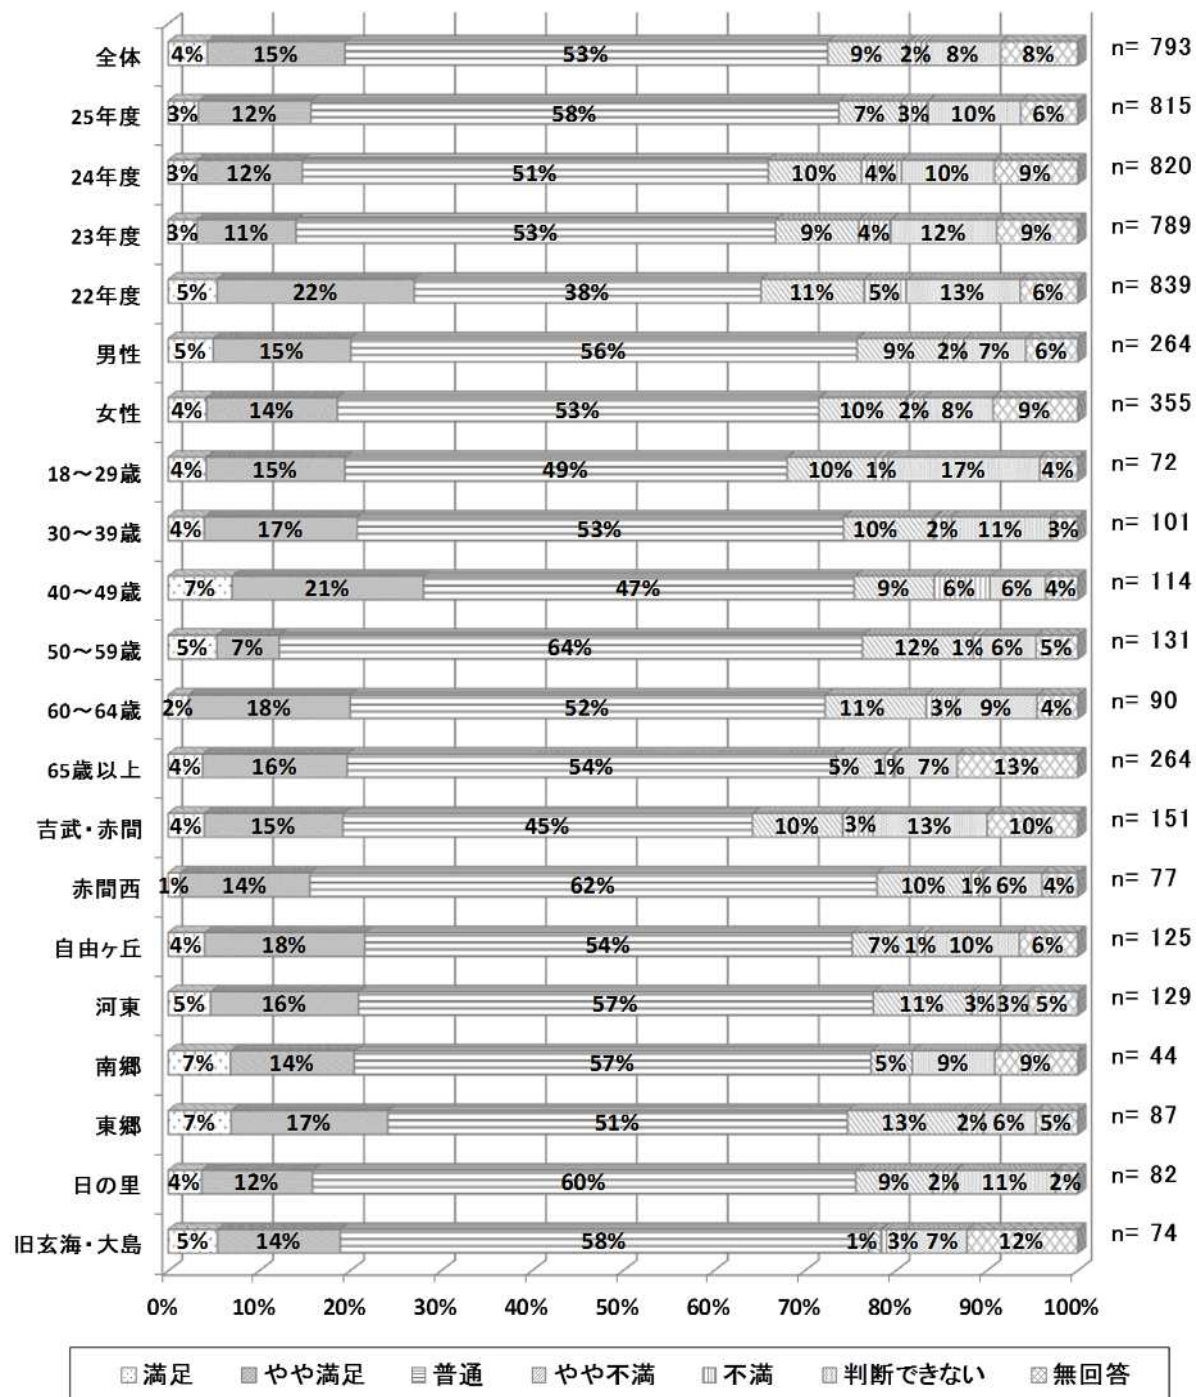 全体 4% 15% 53% 9% 2% 8% 8% n= 793
25年度 3% 12% 58% 7% 3% 10% 6% n= 815
24年度 3% 12% 51% 10% 4% 10% 9% n= 820
23年度 3% 11% 53% 9% 4% 12% 9% n= 789
22年度 5% 22% 38% 11% 5% 13% 6% n= 839
男性 5% 15% 56% 9% 2% 7% 6% n= 264
女性 4% 14% 53% 10% 2% 8% 9% n= 355
18～29歳 4% 15% 49% 10% 1% 17% 4% n= 72
30～39歳 4% 17% 53% 10% 2% 11% 3% n= 101
40～49歳 7% 21% 47% 9% 6% 6% 4% n= 114
50～59歳 5% 7% 64% 12% 1% 6% 5% n= 131
60～64歳 2% 18% 52% 11% 3% 9% 4% n= 90
65歳以上 4% 16% 54% 5% 1% 7% 13% n= 264
吉武・赤間 4% 15% 45% 10% 3% 13% 10% n= 151
赤間西 1% 14% 62% 10% 1% 6% 4% n= 77
自由ヶ丘 4% 18% 54% 7% 1% 10% 6% n= 125
河東 5% 16% 57% 11% 3% 3% 5% n= 129
南郷 7% 14% 57% 5% 9% 9% n= 44
東郷 7% 17% 51% 13% 2% 6% 5% n= 87
日の里 4% 12% 60% 9% 2% 11% 2% n= 82
旧玄海・大島 5% 14% 58% 1% 3% 7% 12% n= 74
0% 10% 20% 30% 40% 50% 60% 70% 80% 90% 100%
満足 やや満足 普通 やや不満 不満 判断できない 無回答